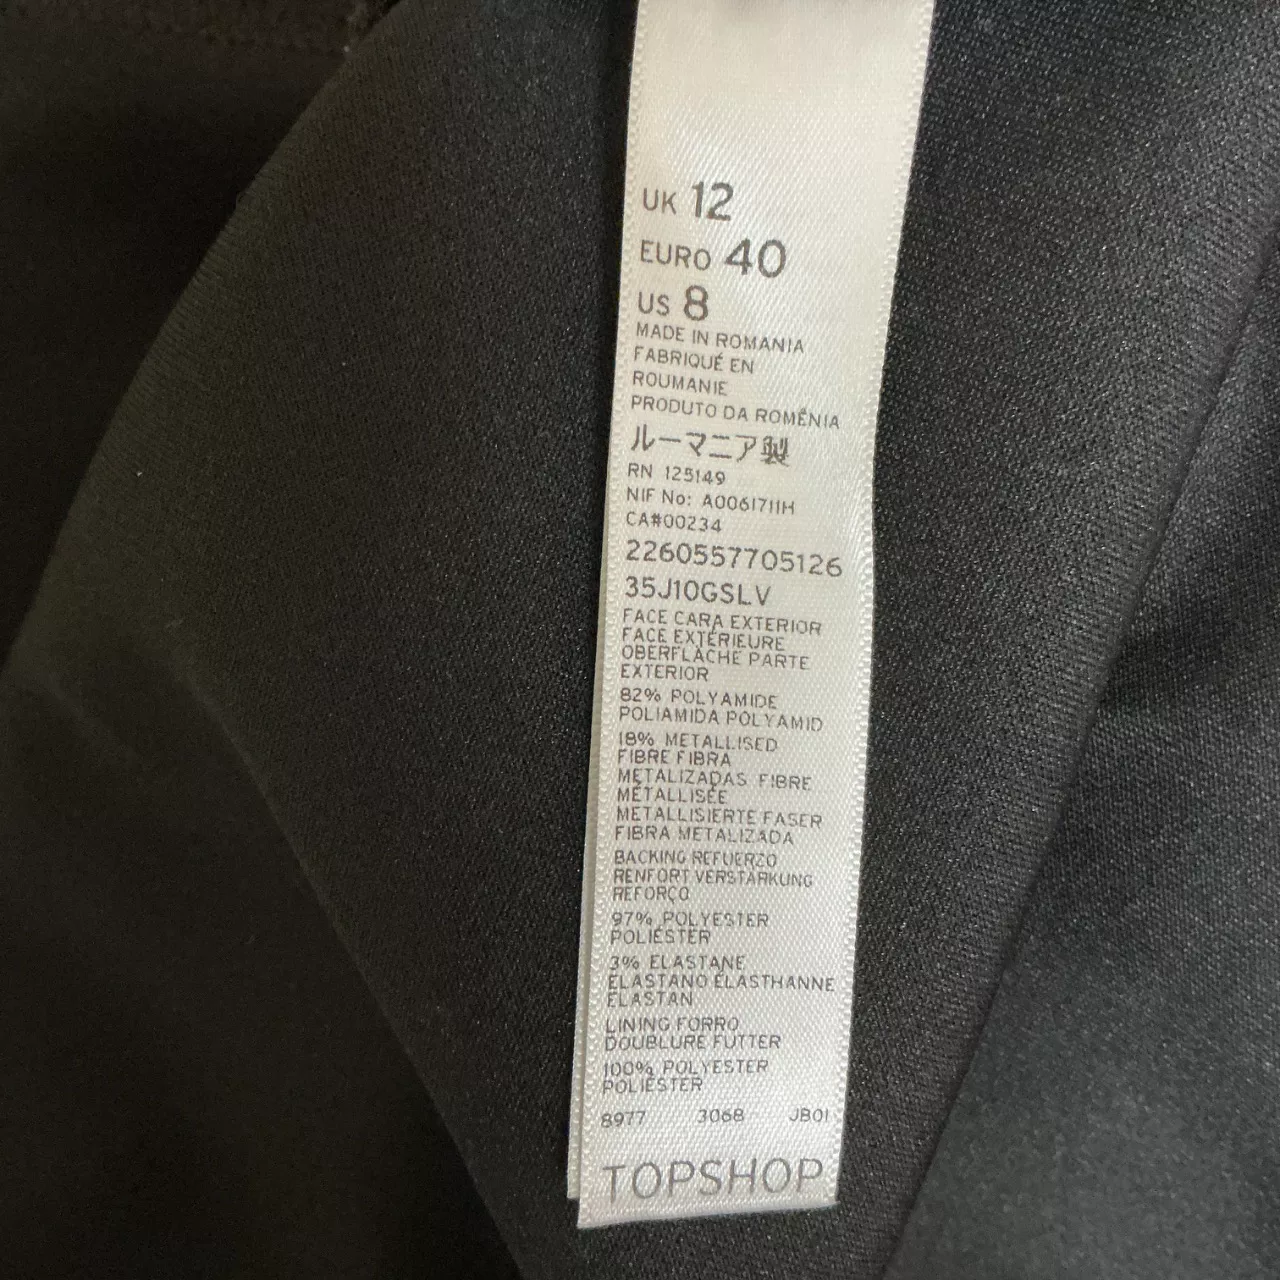 UK 12
EURO 40
US 8
MADE IN ROMANIA
FABRIQUÉ EN
ROUMANIE
PRODUTO DA ROMÊNIA
ルーマニア製
RN 125149
NIF No: A0061711H
CA#00234
2260557705126
35J10GSLV
FACE CARA EXTERIOR
FACE EXTÉRIEURE
OBERFLÄCHE PARTE
EXTERIOR
82% POLYAMIDE
POLIAMIDA POLYAMID
18% METALLISED
FIBRE FIBRA
METALIZADAS FIBRE
MÉTALLISÉE
METALLISIERTE FASER
FIBRA METALIZADA
BACKING REFUERZO
RENFORT VERSTÄRKUNG
REFORÇO
97% POLYESTER
POLIÉSTER
3% ELASTANE
ELASTANO ÉLASTHANNE
ELASTAN
LINING FORRO
DOUBLURE FUTTER
100% POLYESTER
POLIÉSTER
8977 3068 JB01
TOPSHOP